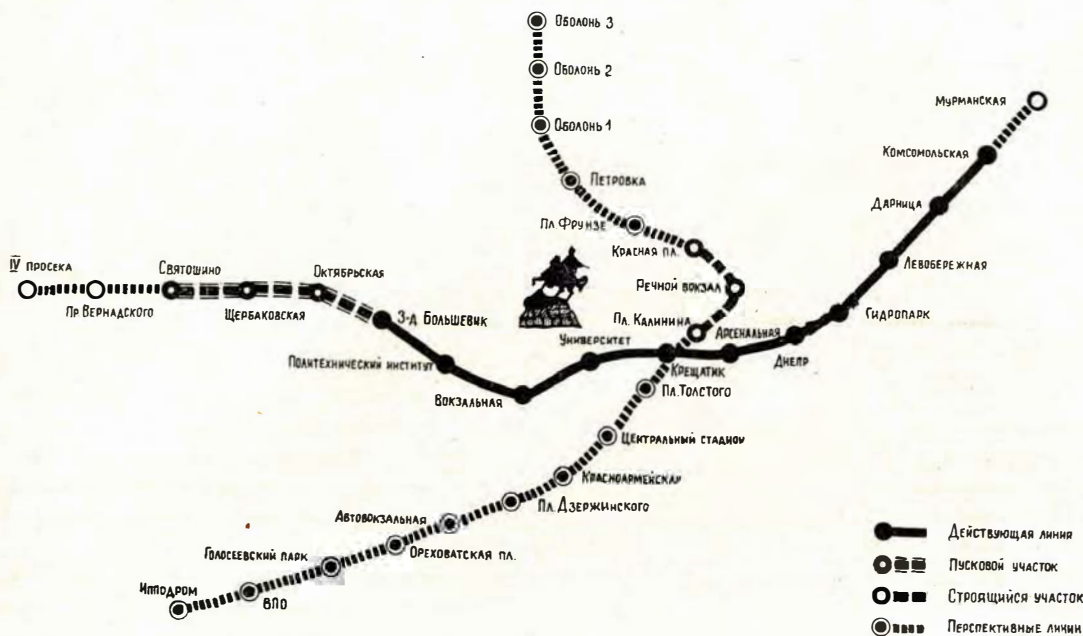 Оболонь 3
Оболонь 2
Оболонь 1
Петровка
Пл. Фрунзе
Красная пл.
Речной вокзал
Пл. Калинина
Мурманская
Комсомольская
Дарница
Левобережная
Гидропарк
Днепр
Арсенальная
Крещатик
Университет
Вокзальная
Политехнический институт
З-д Большевик
Октябрьская
Щербаковская
Святошино
Пр. Вернадского
IV просека
Пл. Толстого
Центральный стадион
Красноармейская
Пл. Дзержинского
Автовокзальная
Ореховатская пл.
Голосеевский парк
ВПО
Ипподром
Действующая линия
Пусковой участок
Строящийся участок
Перспективные линии